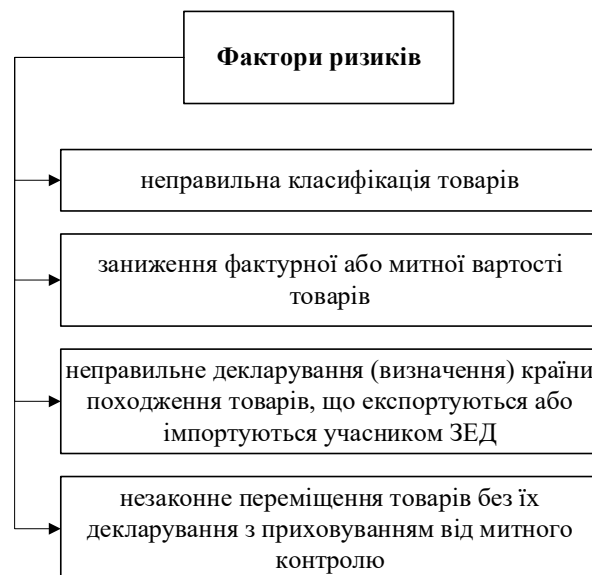 Фактори ризиків
неправильна класифікація товарів
заниження фактурної або митної вартості
товарів
неправильне декларування (визначення) країни
походження товарів, що експортуються або
імпортуються учасником ЗЕД
незаконне переміщення товарів без їх
декларування з приховуванням від митного
контролю